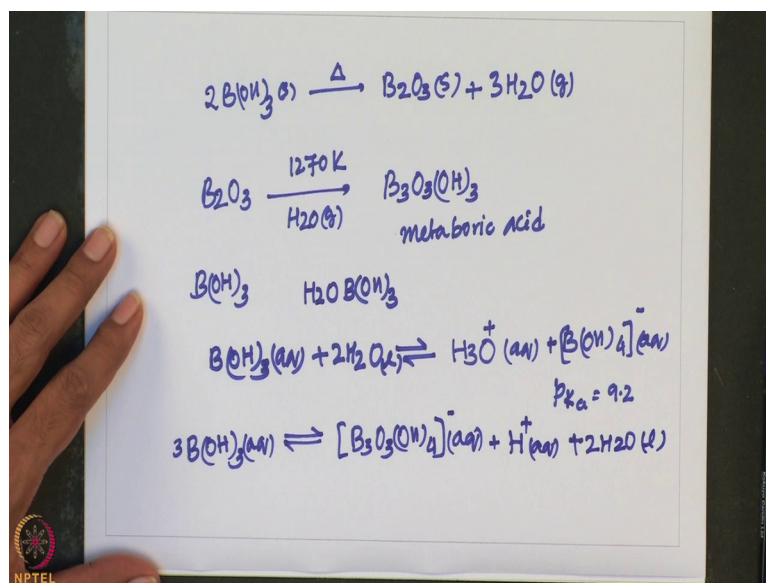 2B(OH)3(s) —Δ→ B2O3(s) + 3H2O(g)
1270K
B2O3 ⟶ B3O3(OH)3
H2O(g)
metaboric acid
B(OH)3 H2OB(OH)3
B(OH)3(aq) + 2H2O(l) ⇌ H3O+(aq) + [B(OH)4]-(aq)
pKa = 9.2
3B(OH)3(aq) ⇌ [B3O3(OH)4]-(aq) + H+(aq) + 2H2O(l)
NPTEL